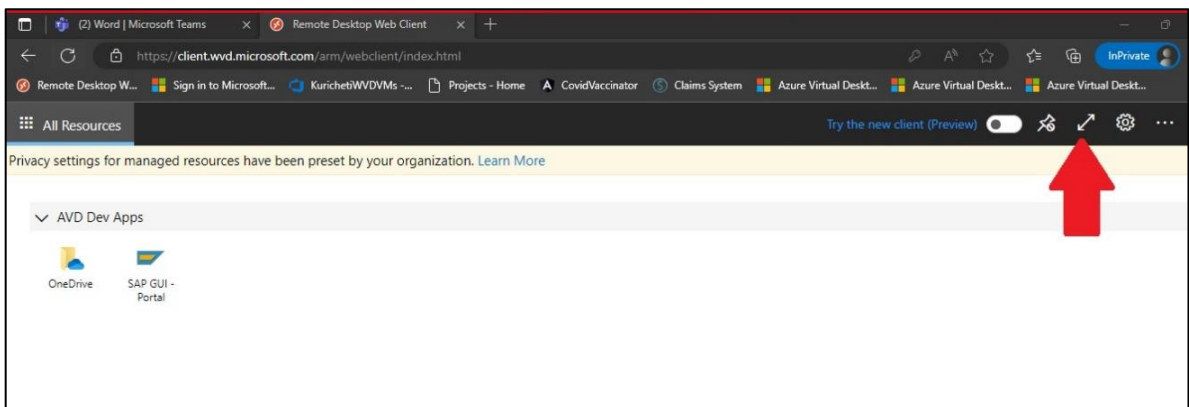 (2) Word | Microsoft Teams
Remote Desktop Web Client
https://client.wvd.microsoft.com/arm/webclient/index.html
InPrivate
Remote Desktop W...
Sign in to Microsoft...
KurichetiWVDVMs -...
Projects - Home
CovidVaccinator
Claims System
Azure Virtual Deskt...
Azure Virtual Deskt...
Azure Virtual Deskt...
All Resources
Try the new client (Preview)
Privacy settings for managed resources have been preset by your organization. Learn More
AVD Dev Apps
OneDrive
SAP GUI -
Portal